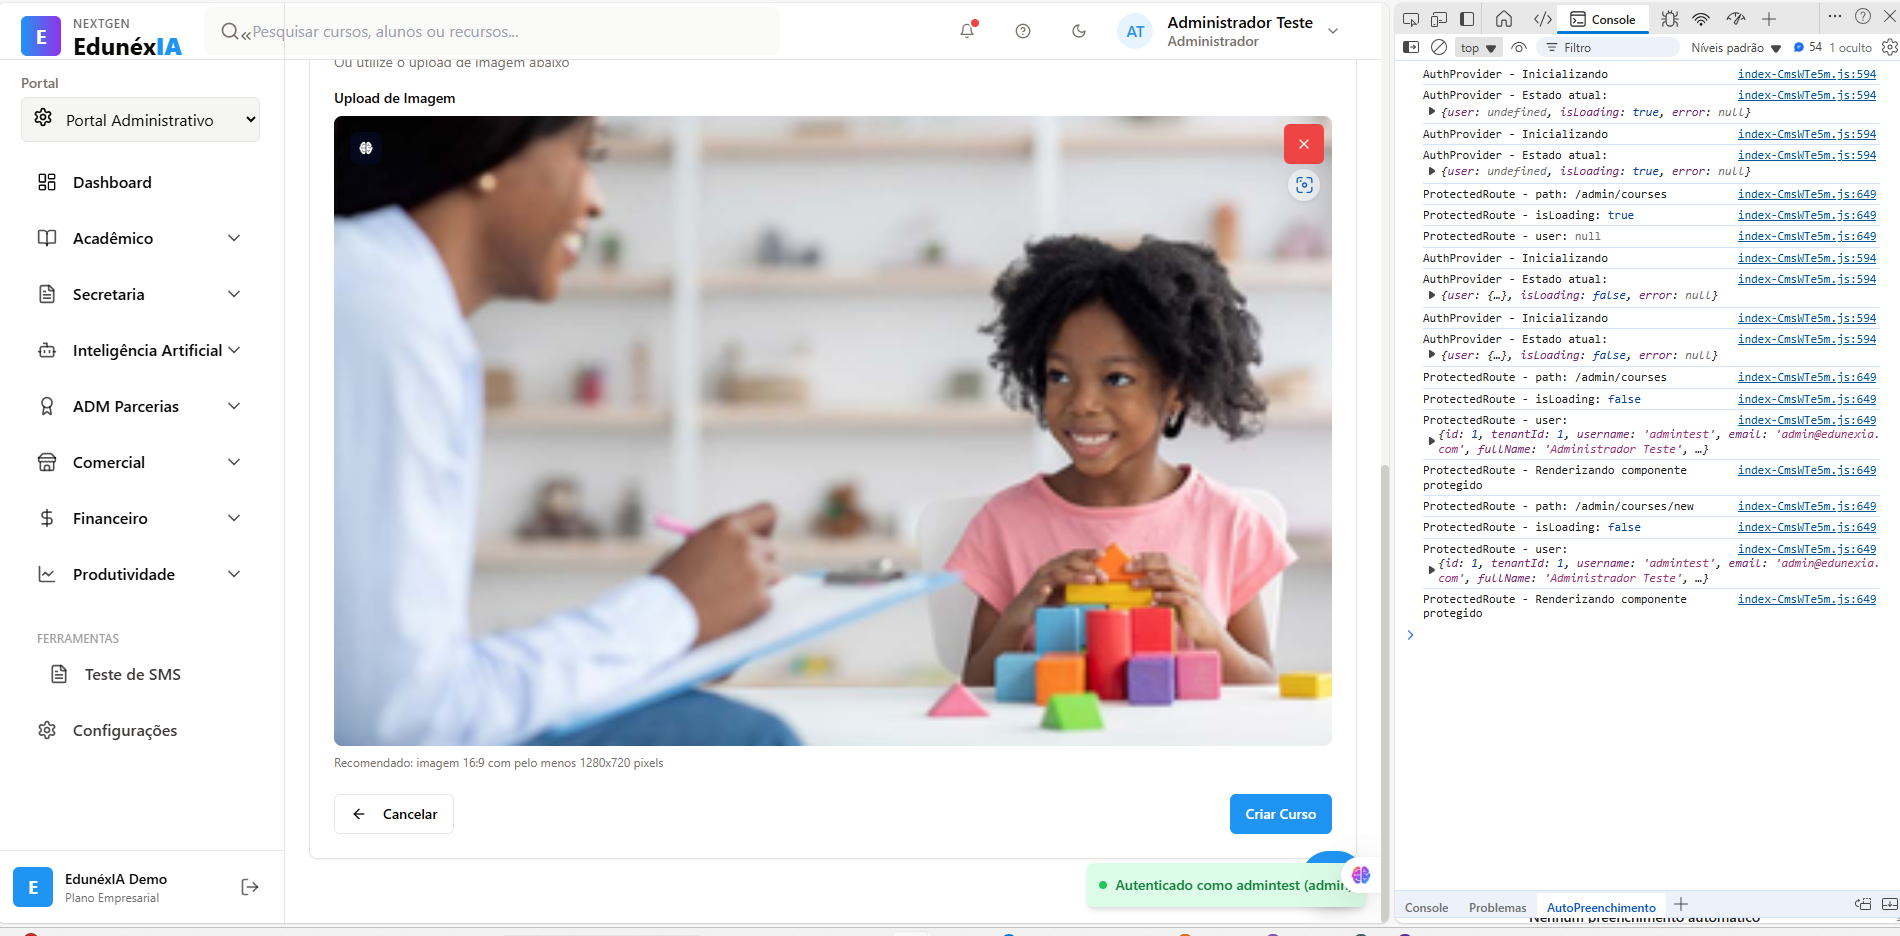 NEXTGEN
E
EdunéxIA
Portal
Portal Administrativo
Dashboard
Acadêmico
Secretaria
Inteligência Artificial
ADM Parcerias
Comercial
Financeiro
Produtividade
FERRAMENTAS
Teste de SMS
Configurações
E
EdunéxIA Demo
Plano Empresarial
«
Pesquisar cursos, alunos ou recursos...
AT
Administrador Teste
Administrador
Ou utilize o upload de imagem abaixo
Upload de Imagem
Recomendado: imagem 16:9 com pelo menos 1280x720 pixels
Cancelar
Criar Curso
Autenticado como admintest (admin
Console
top
Filtro
Níveis padrão
54
1 oculto
AuthProvider - Inicializando index-CmsWTe5m.js:594
AuthProvider - Estado atual: index-CmsWTe5m.js:594
{user: undefined, isLoading: true, error: null}
AuthProvider - Inicializando index-CmsWTe5m.js:594
AuthProvider - Estado atual: index-CmsWTe5m.js:594
{user: undefined, isLoading: true, error: null}
ProtectedRoute - path: /admin/courses index-CmsWTe5m.js:649
ProtectedRoute - isLoading: true index-CmsWTe5m.js:649
ProtectedRoute - user: null index-CmsWTe5m.js:649
AuthProvider - Inicializando index-CmsWTe5m.js:594
AuthProvider - Estado atual: index-CmsWTe5m.js:594
{user: {…}, isLoading: false, error: null}
AuthProvider - Inicializando index-CmsWTe5m.js:594
AuthProvider - Estado atual: index-CmsWTe5m.js:594
{user: {…}, isLoading: false, error: null}
ProtectedRoute - path: /admin/courses index-CmsWTe5m.js:649
ProtectedRoute - isLoading: false index-CmsWTe5m.js:649
ProtectedRoute - user: index-CmsWTe5m.js:649
{id: 1, tenantId: 1, username: 'admintest', email: 'admin@edunexia.
com', fullName: 'Administrador Teste', …}
ProtectedRoute - Renderizando componente index-CmsWTe5m.js:649
protegido
ProtectedRoute - path: /admin/courses/new index-CmsWTe5m.js:649
ProtectedRoute - isLoading: false index-CmsWTe5m.js:649
ProtectedRoute - user: index-CmsWTe5m.js:649
{id: 1, tenantId: 1, username: 'admintest', email: 'admin@edunexia.
com', fullName: 'Administrador Teste', …}
ProtectedRoute - Renderizando componente index-CmsWTe5m.js:649
protegido
Console
Problemas
AutoPreenchimento
Nenhum preenchimento automático